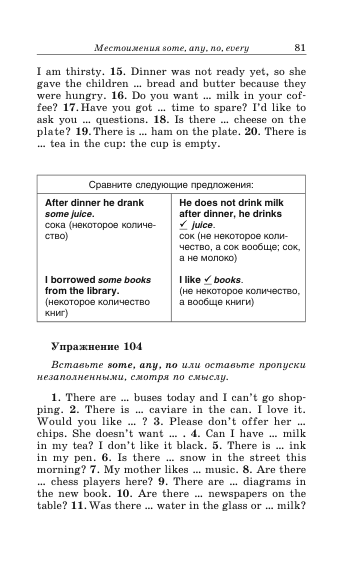 Местоимения some, any, no, every 81
I am thirsty. 15. Dinner was not ready yet, so she
gave the children ... bread and butter because they
were hungry. 16. Do you want ... milk in your cof-
fee? 17. Have you got ... time to spare? I'd like to
ask you ... questions. 18. Is there ... cheese on the
plate? 19. There is ... ham on the plate. 20. There is
... tea in the cup: the cup is empty.
Сравните следующие предложения:
After dinner he drank
some juice.
сока (некоторое количе-
ство)
He does not drink milk
after dinner, he drinks
✓ juice.
сок (не некоторое коли-
чество, а сок вообще; сок,
а не молоко)
I borrowed some books
from the library.
(некоторое количество
книг)
I like ✓ books.
(не некоторое количество,
а вообще книги)
Упражнение 104
Вставьте some, any, no или оставьте пропуски
незаполненными, смотря по смыслу.
1. There are ... buses today and I can't go shop-
ping. 2. There is ... caviare in the can. I love it.
Would you like ... ? 3. Please don't offer her ...
chips. She doesn't want ... . 4. Can I have ... milk
in my tea? I don't like it black. 5. There is ... ink
in my pen. 6. Is there ... snow in the street this
morning? 7. My mother likes ... music. 8. Are there
... chess players here? 9. There are ... diagrams in
the new book. 10. Are there ... newspapers on the
table? 11. Was there ... water in the glass or ... milk?